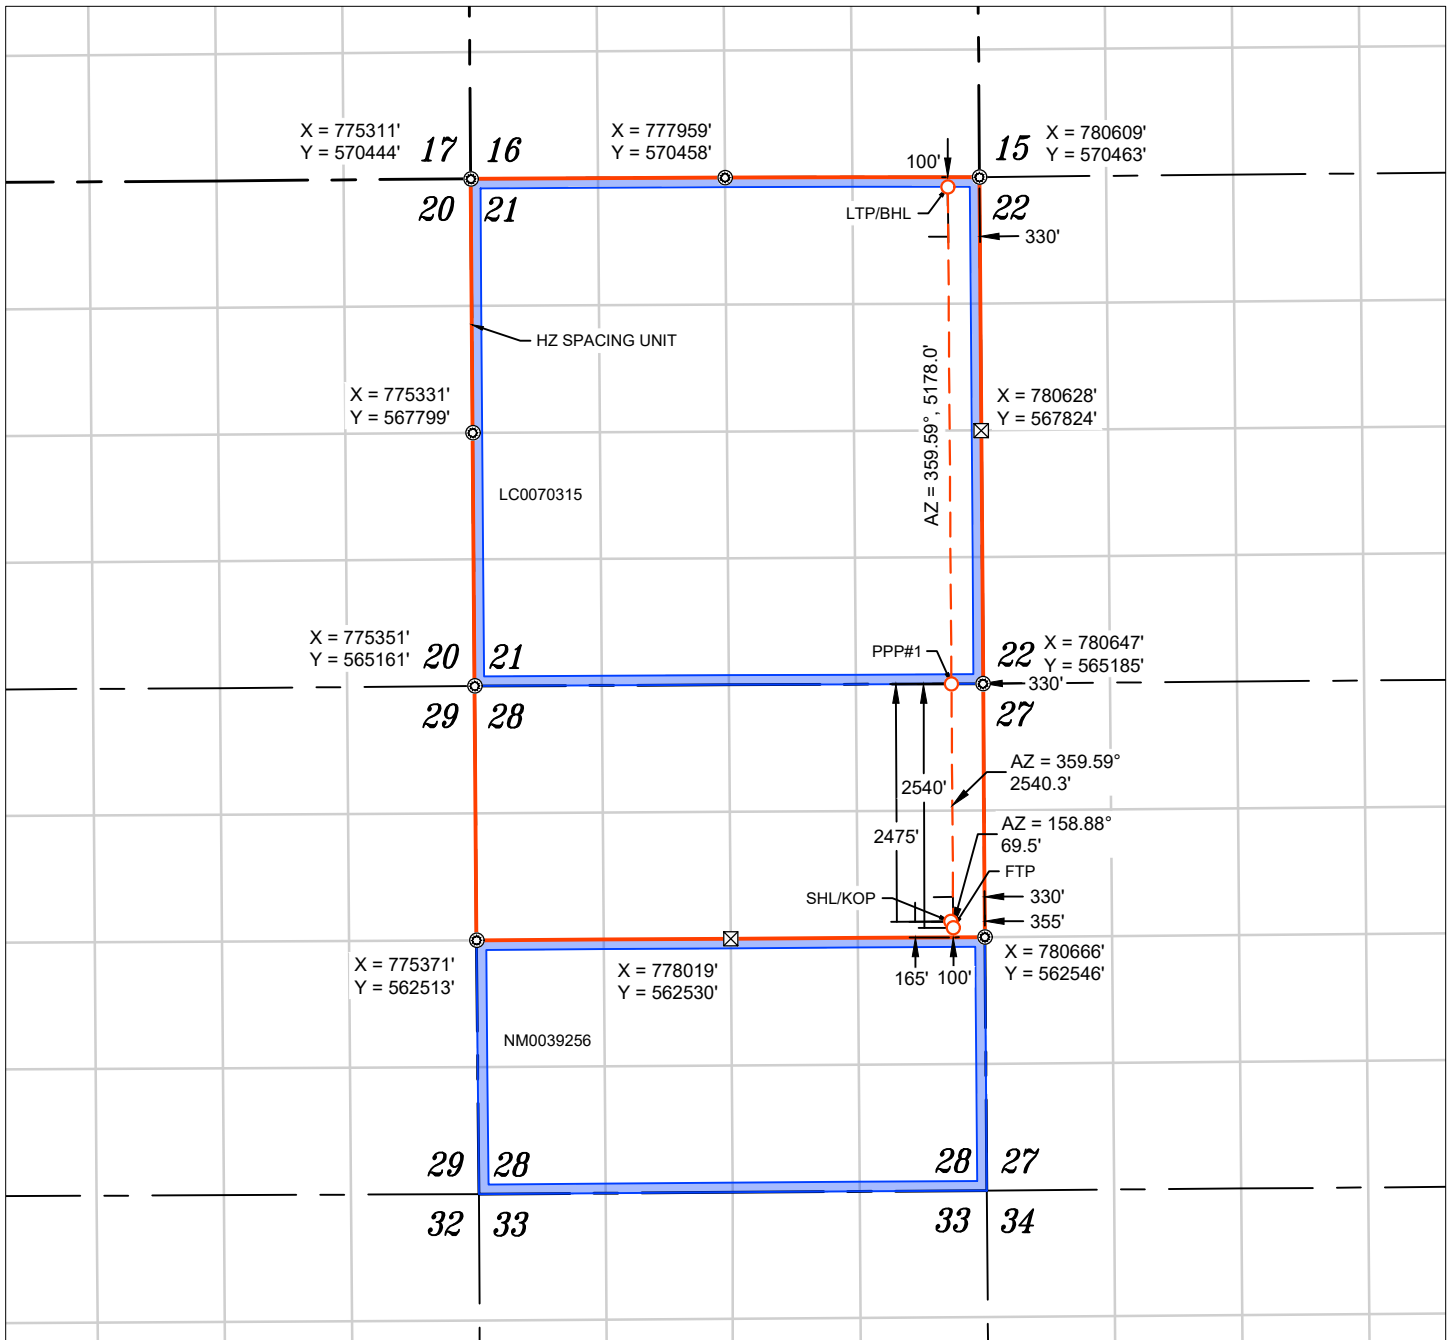 X = 775311'
Y = 570444'
17
16
X = 777959'
Y = 570458'
100'
15
X = 780609'
Y = 570463'
20
21
LTP/BHL
22
330'
HZ SPACING UNIT
AZ = 359.59°, 5178.0'
X = 775331'
Y = 567799'
X = 780628'
Y = 567824'
LC0070315
X = 775351'
Y = 565161'
20
21
PPP#1
22
X = 780647'
Y = 565185'
330'
29
28
27
AZ = 359.59°
2540.3'
2540'
2475'
AZ = 158.88°
69.5'
FTP
SHL/KOP
330'
355'
X = 775371'
Y = 562513'
X = 778019'
Y = 562530'
165'
100'
X = 780666'
Y = 562546'
NM0039256
29
28
28
27
32
33
33
34